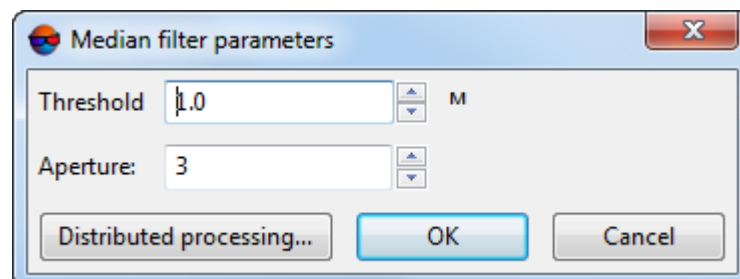 Median filter parameters
Threshold 1.0 м
Aperture: 3
Distributed processing... OK Cancel